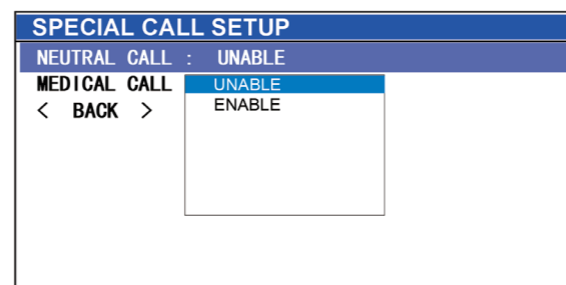 SPECIAL CALL SETUP
NEUTRAL CALL : UNABLE
MEDICAL CALL
UNABLE
< BACK >
ENABLE